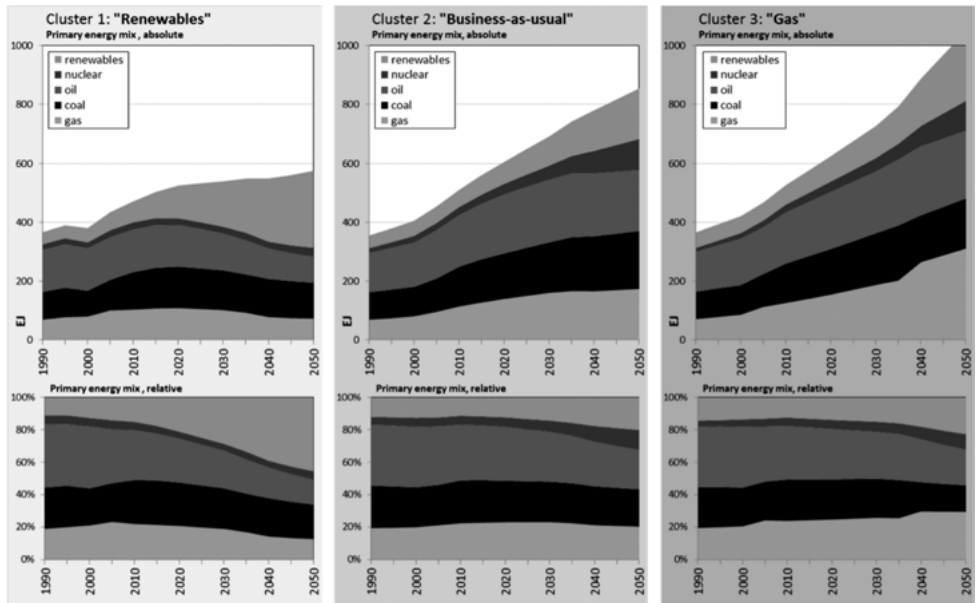 Cluster 1: "Renewables"
Primary energy mix , absolute
1000
800
600
400
200
0
EJ
renewables
nuclear
oil
coal
gas
1990
2000
2010
2020
2030
2040
2050
Primary energy mix , relative
100%
80%
60%
40%
20%
0%
1990
2000
2010
2020
2030
2040
2050
Cluster 2: "Business-as-usual"
Primary energy mix, absolute
1000
800
600
400
200
0
EJ
renewables
nuclear
oil
coal
gas
1990
2000
2010
2020
2030
2040
2050
Primary energy mix, relative
100%
80%
60%
40%
20%
0%
1990
2000
2010
2020
2030
2040
2050
Cluster 3: "Gas"
Primary energy mix, absolute
1000
800
600
400
200
0
EJ
renewables
nuclear
oil
coal
gas
1990
2000
2010
2020
2030
2040
2050
Primary energy mix, relative
100%
80%
60%
40%
20%
0%
1990
2000
2010
2020
2030
2040
2050